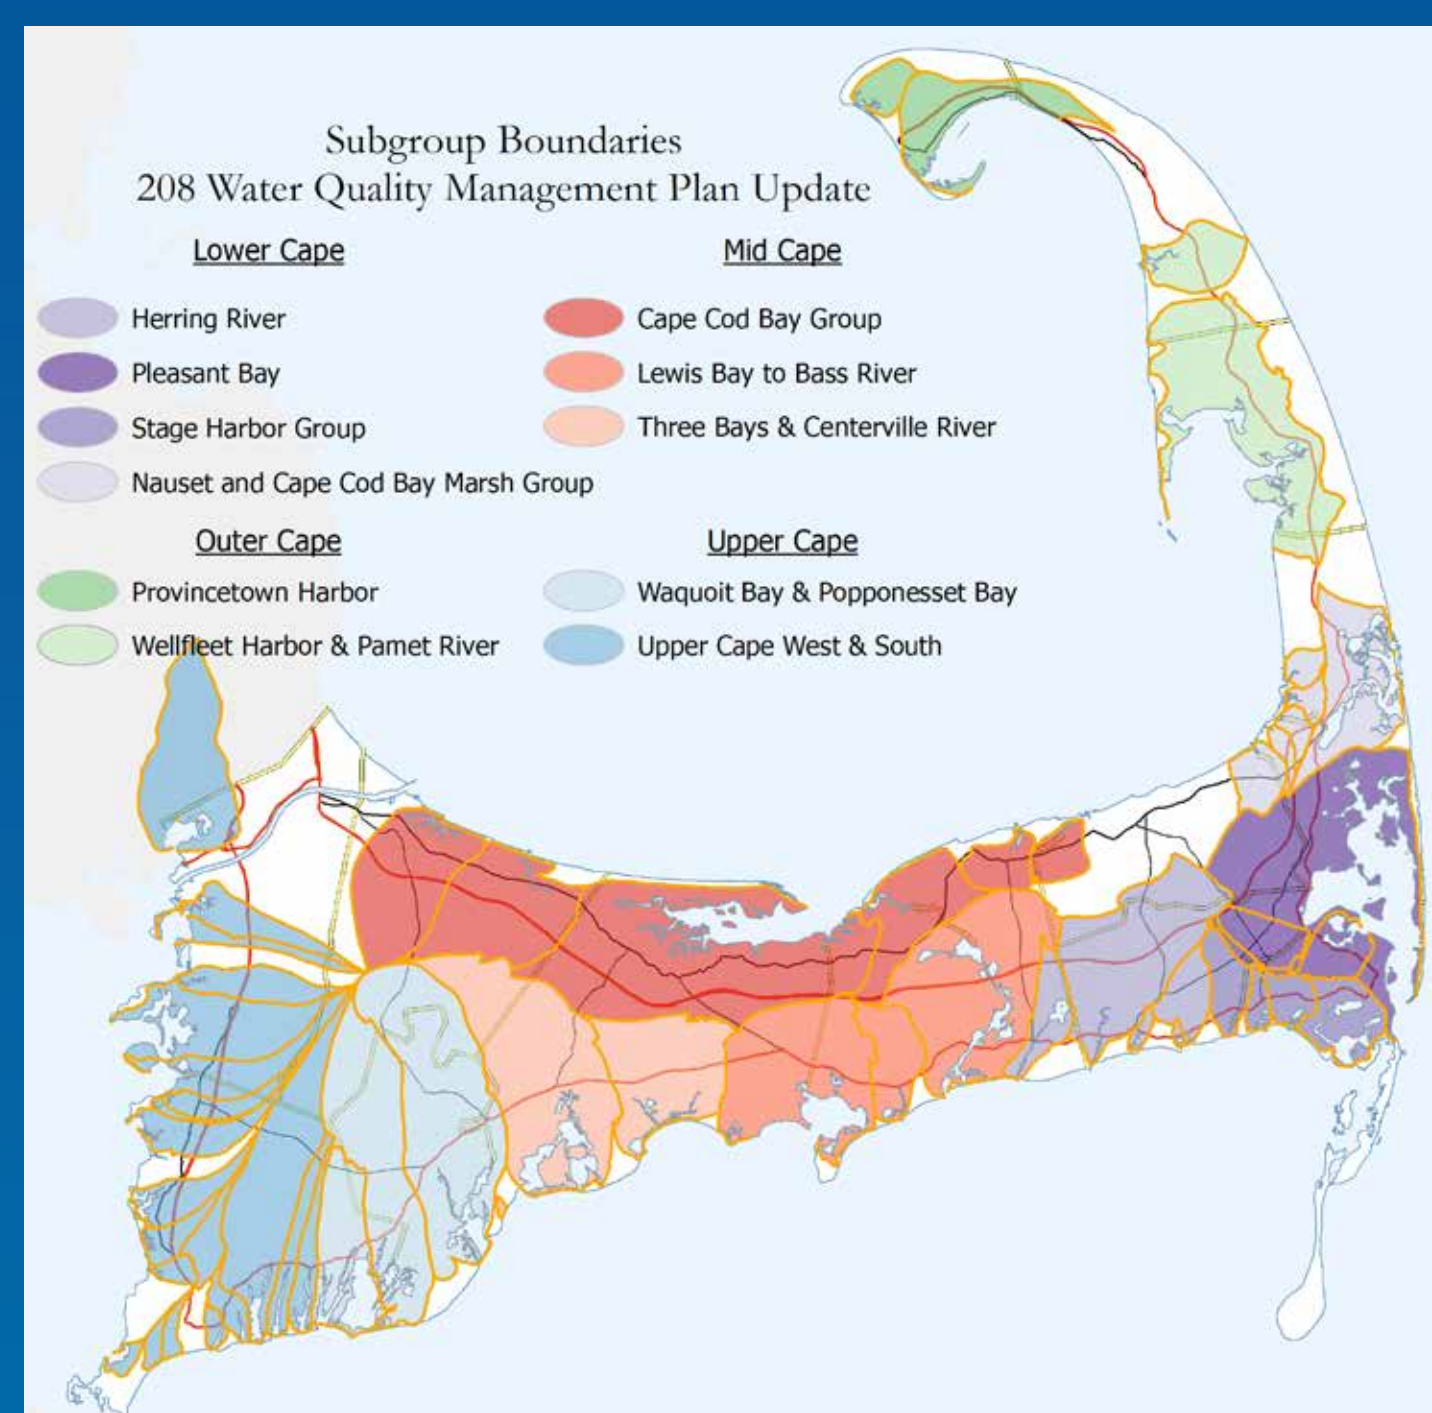 Subgroup Boundaries
208 Water Quality Management Plan Update
Lower Cape
Herring River
Pleasant Bay
Stage Harbor Group
Nauset and Cape Cod Bay Marsh Group
Mid Cape
Cape Cod Bay Group
Lewis Bay to Bass River
Three Bays & Centerville River
Outer Cape
Provincetown Harbor
Wellfleet Harbor & Pamet River
Upper Cape
Waquoit Bay & Popponesset Bay
Upper Cape West & South